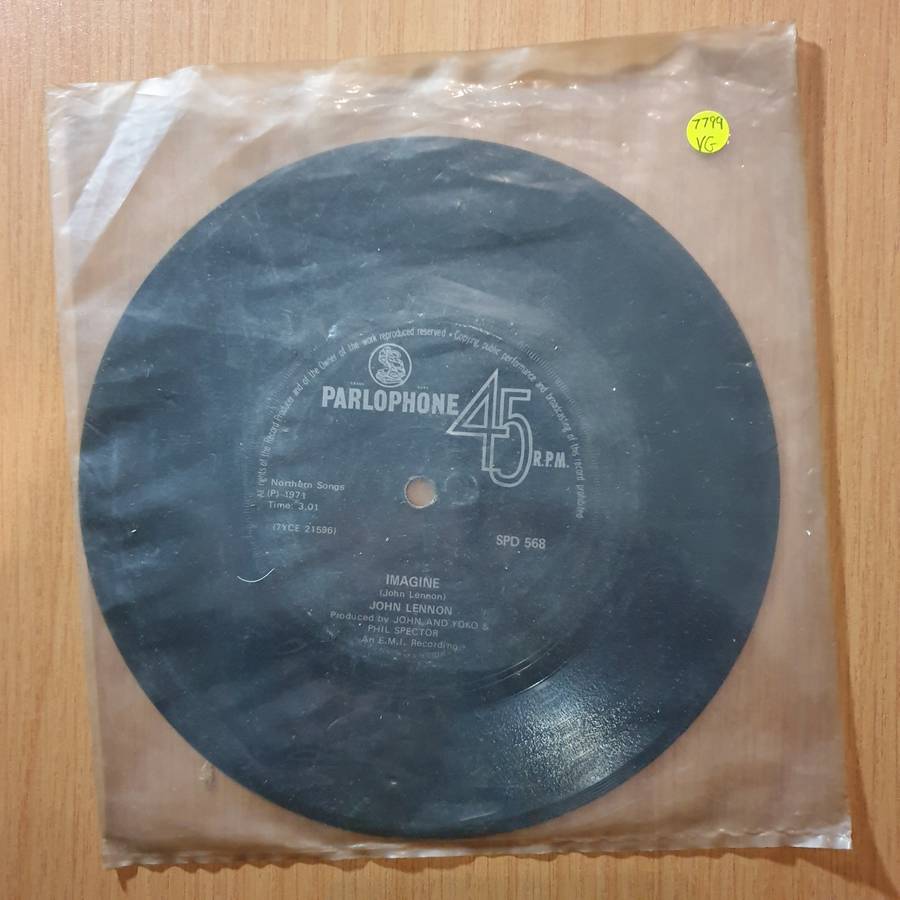 7799
VG
rights of the Record Producer and of the Owner of the work reproduced reserved • Copying, public performance and broadcasting of this record prohibited
PARLOPHONE 45
R.P.M.
Northern Songs
(P) 1971
Time: 3.01
(7YCE 21596)
SPD 568
IMAGINE
(John Lennon)
JOHN LENNON
Produced by JOHN AND YOKO &
PHIL SPECTOR
An E.M.I. Recording